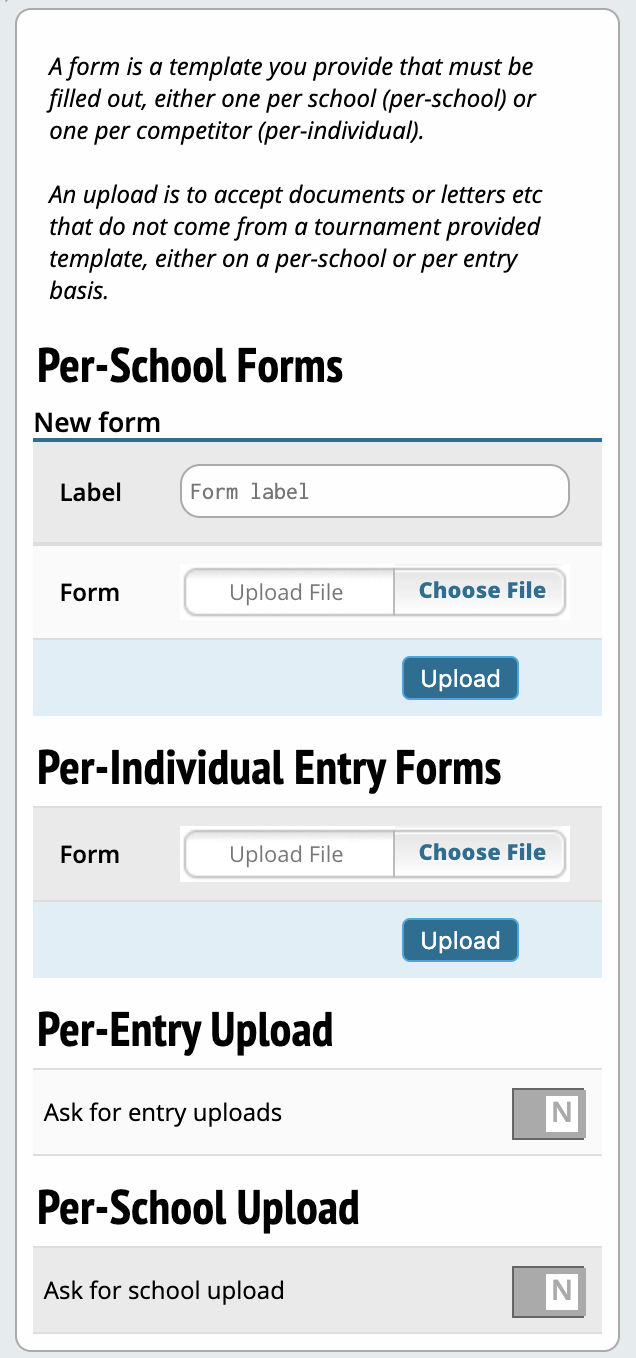 A form is a template you provide that must be
filled out, either one per school (per-school) or
one per competitor (per-individual).
An upload is to accept documents or letters etc
that do not come from a tournament provided
template, either on a per-school or per entry
basis.
Per-School Forms
New form
Label Form label
Form Upload File Choose File
Upload
Per-Individual Entry Forms
Form Upload File Choose File
Upload
Per-Entry Upload
Ask for entry uploads N
Per-School Upload
Ask for school upload N